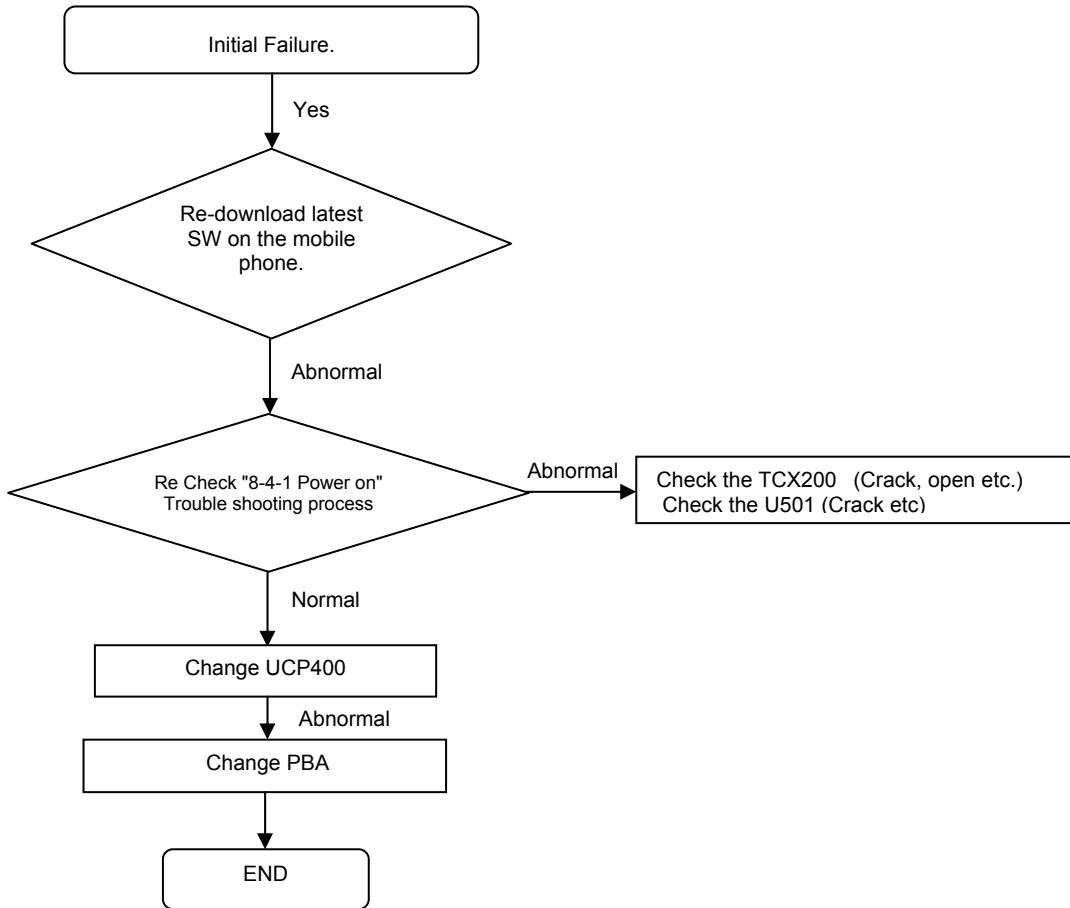 Initial Failure.
Yes
Re-download latest
SW on the mobile
phone.
Abnormal
Re Check "8-4-1 Power on"
Trouble shooting process
Abnormal
Check the TCX200 (Crack, open etc.)
Check the U501 (Crack etc)
Normal
Change UCP400
Abnormal
Change PBA
END